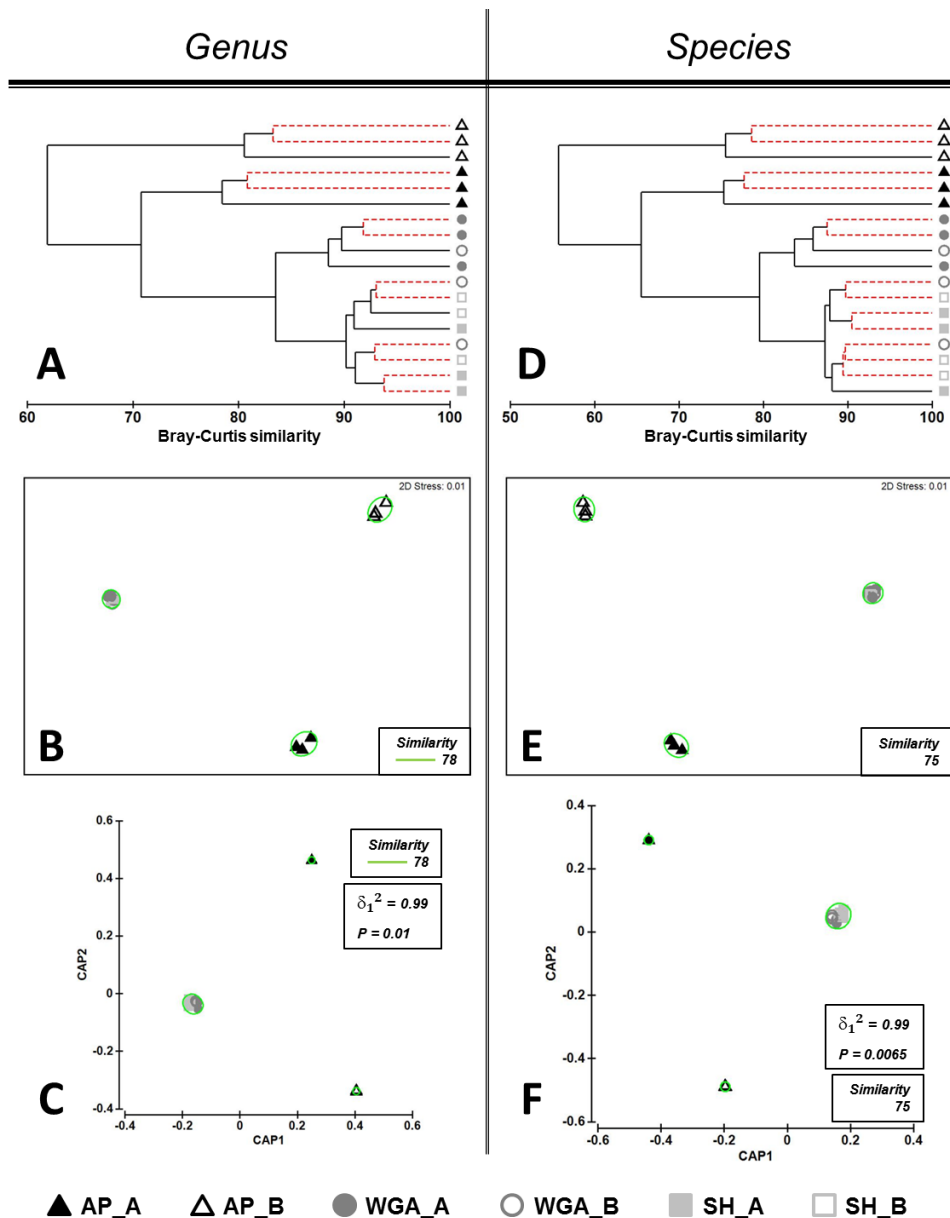 Genus
Species
A
60 70 80 90 100
Bray-Curtis similarity
D
50 60 70 80 90 100
Bray-Curtis similarity
2D Stress: 0.01
B
Similarity
78
2D Stress: 0.01
E
Similarity
75
0.6
0.4
0.2
0
-0.2
-0.4
CAP2
Similarity
78
δ₁² = 0.99
P = 0.01
C
-0.4 -0.2 0 0.2 0.4 0.6
CAP1
0.4
0.2
0
-0.2
-0.4
-0.6
CAP2
δ₁² = 0.99
P = 0.0065
Similarity
75
F
-0.6 -0.4 -0.2 0 0.2 0.4
CAP1
AP_A AP_B WGA_A WGA_B SH_A SH_B